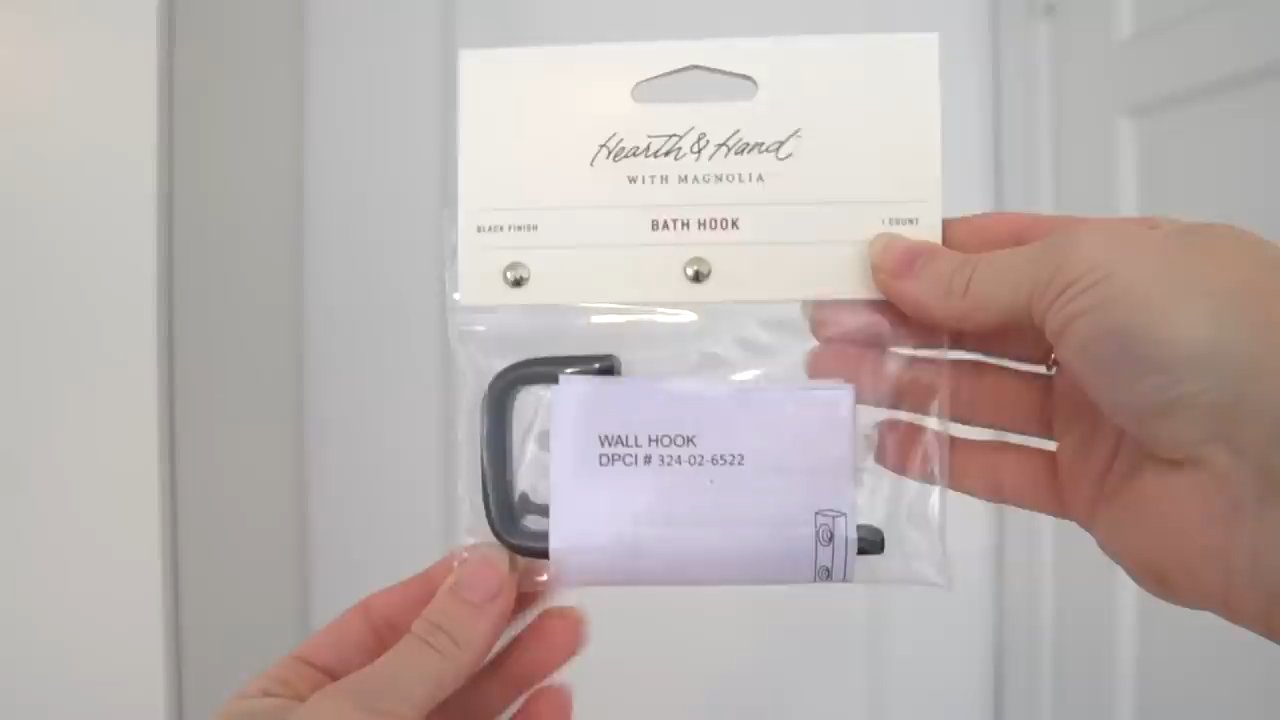 Hearth & Hand
WITH MAGNOLIA
BLACK FINISH
BATH HOOK
1 COUNT
WALL HOOK
DPCI # 324-02-6522